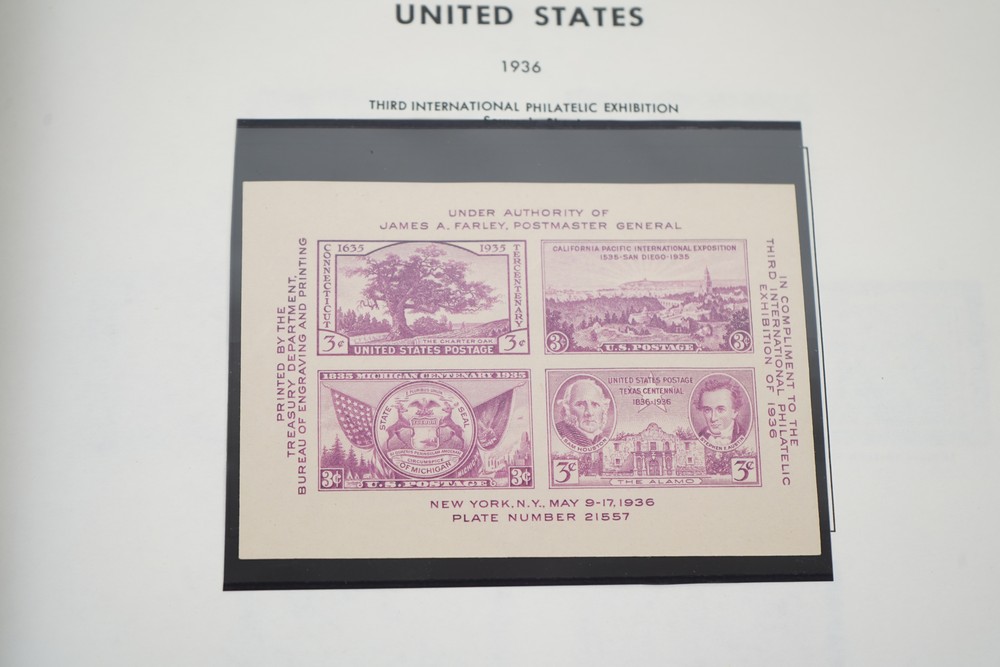 UNITED STATES
1936
THIRD INTERNATIONAL PHILATELIC EXHIBITION
UNDER AUTHORITY OF
JAMES A. FARLEY, POSTMASTER GENERAL
PRINTED BY THE
TREASURY DEPARTMENT,
BUREAU OF ENGRAVING AND PRINTING
1635 1935
CONNECTICUT
TERCENTENARY
THE CHARTER OAK
3¢ 3¢
UNITED STATES POSTAGE
CALIFORNIA PACIFIC INTERNATIONAL EXPOSITION
1535-SAN DIEGO-1935
3¢ 3¢
U.S. POSTAGE
1835 MICHIGAN CENTENARY 1935
STATE SEAL
OF MICHIGAN
3¢ 3¢
U.S. POSTAGE
UNITED STATES POSTAGE
TEXAS CENTENNIAL
1836-1936
SAM HOUSTON
STEPHEN F. AUSTIN
3¢ 3¢
THE ALAMO
IN COMPLIMENT TO THE
THIRD INTERNATIONAL PHILATELIC
EXHIBITION OF 1936
NEW YORK, N.Y., MAY 9-17, 1936
PLATE NUMBER 21557